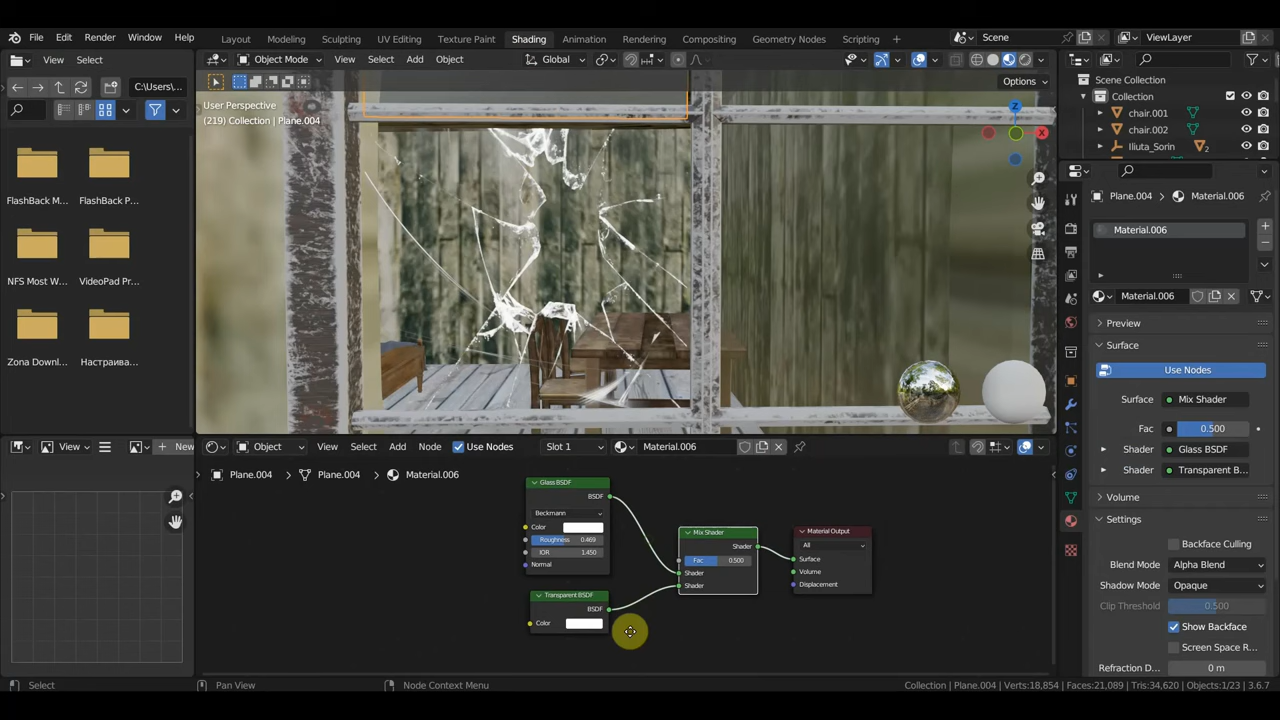 File Edit Render Window Help
Layout Modeling Sculpting UV Editing Texture Paint Shading Animation Rendering Compositing Geometry Nodes Scripting
Scene
ViewLayer
View Select
Object Mode View Select Add Object Global
Options
C:\Users\...
User Perspective
(219) Collection | Plane.004
Z
X
FlashBack M...
FlashBack P...
NFS Most W...
VideoPad Pr...
Zona Downl...
Настраива...
Scene Collection
Collection
chair.001
chair.002
Iliuta_Sorin
2
Plane.004
Material.006
Material.006
Material.006
Preview
Surface
Use Nodes
Surface Mix Shader
Fac 0.500
Shader Glass BSDF
Shader Transparent B...
Volume
Settings
Backface Culling
Blend Mode Alpha Blend
Shadow Mode Opaque
Clip Threshold 0.500
Show Backface
Screen Space R...
Refraction D... 0 m
View New
Object View Select Add Node Use Nodes Slot 1 Material.006
Plane.004 Plane.004 Material.006
Glass BSDF
BSDF
Beckmann
Color
Roughness 0.469
IOR 1.450
Normal
Transparent BSDF
BSDF
Color
Mix Shader
Shader
Fac 0.500
Shader
Shader
Material Output
All
Surface
Volume
Displacement
Select
Pan View
Node Context Menu
Collection | Plane.004 | Verts:18,854 | Faces:21,089 | Tris:34,620 | Objects:1/23 | 3.6.7